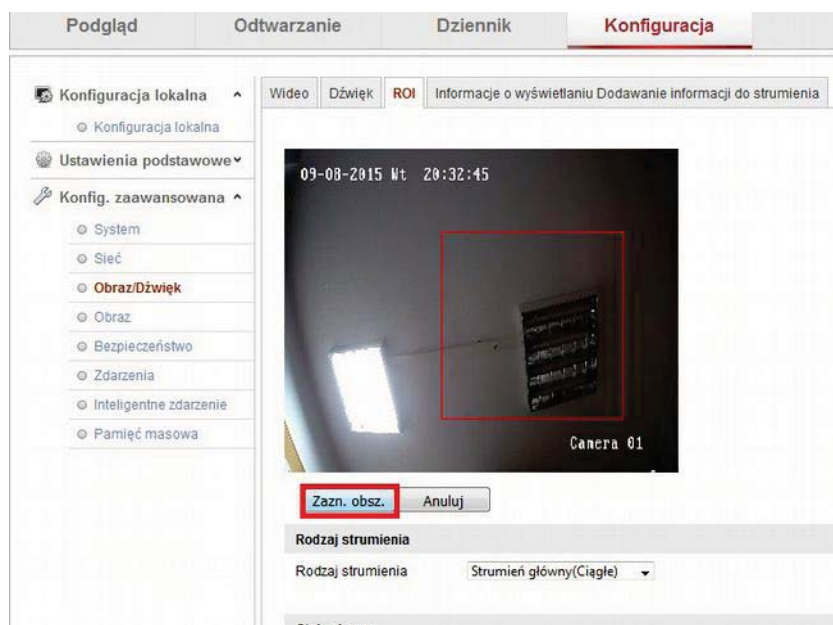 Podgląd Odtwarzanie Dziennik Konfiguracja
Konfiguracja lokalna
Konfiguracja lokalna
Ustawienia podstawowe
Konfig. zaawansowana
System
Sieć
Obraz/Dźwięk
Obraz
Bezpieczeństwo
Zdarzenia
Inteligentne zdarzenie
Pamięć masowa
Wideo Dźwięk ROI Informacje o wyświetlaniu Dodawanie informacji do strumienia
09-08-2015 Wt 20:32:45
Camera 01
Zazn. obsz. Anuluj
Rodzaj strumienia
Rodzaj strumienia Strumień główny(Ciągłe)